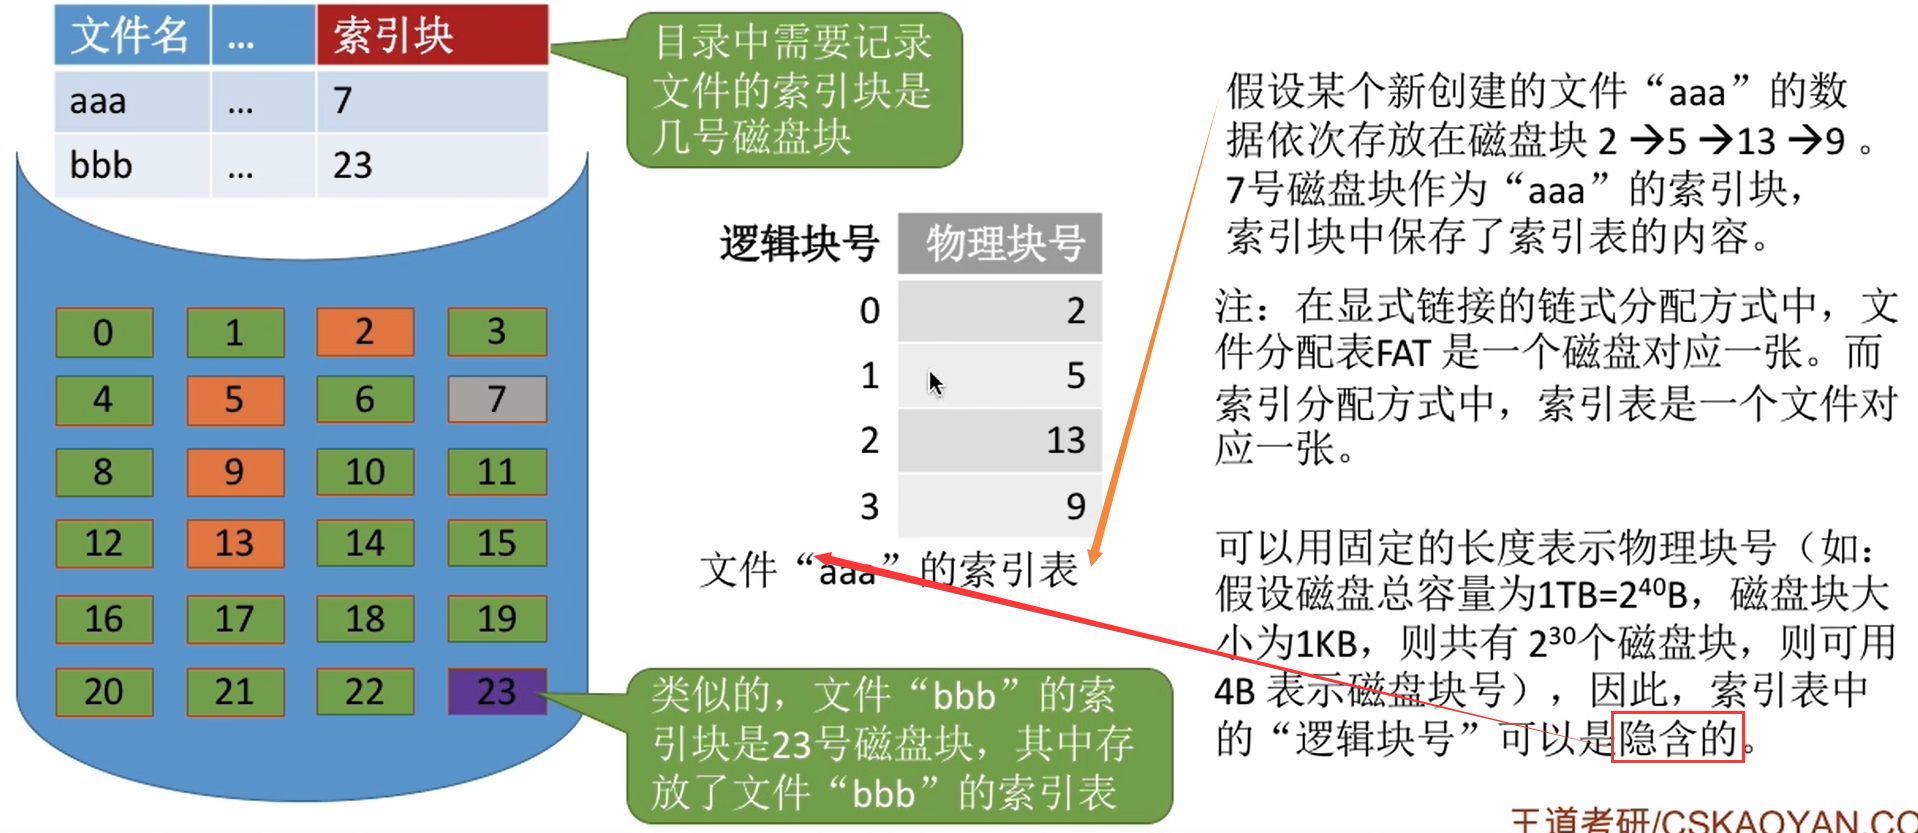 文件名 ... 索引块
aaa ... 7
bbb ... 23
目录中需要记录
文件的索引块是
几号磁盘块
0 1 2 3
4 5 6 7
8 9 10 11
12 13 14 15
16 17 18 19
20 21 22 23
逻辑块号 物理块号
0 2
1 5
2 13
3 9
文件“aaa”的索引表
类似的，文件“bbb”的索
引块是23号磁盘块，其中存
放了文件“bbb”的索引表
假设某个新创建的文件“aaa”的数
据依次存放在磁盘块 2 →5 →13 →9 。
7号磁盘块作为“aaa”的索引块，
索引块中保存了索引表的内容。
注：在显式链接的链式分配方式中，文
件分配表FAT 是一个磁盘对应一张。而
索引分配方式中，索引表是一个文件对
应一张。
可以用固定的长度表示物理块号（如：
假设磁盘总容量为1TB=2⁴⁰B，磁盘块大
小为1KB，则共有 2³⁰个磁盘块，则可用
4B 表示磁盘块号），因此，索引表中
的“逻辑块号”可以是隐含的。
王道考研/CSKAOYAN.CO